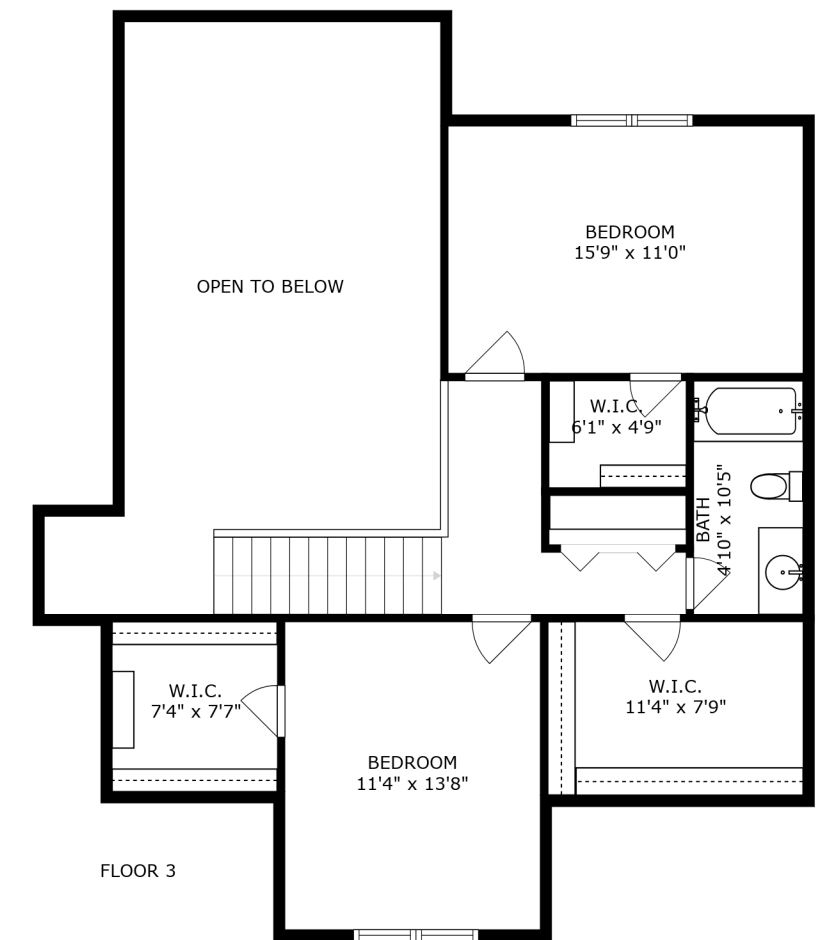 BEDROOM
15'9" x 11'0"
OPEN TO BELOW
W.I.C.
6'1" x 4'9"
BATH
4'10" x 10'5"
W.I.C.
7'4" x 7'7"
W.I.C.
11'4" x 7'9"
BEDROOM
11'4" x 13'8"
FLOOR 3